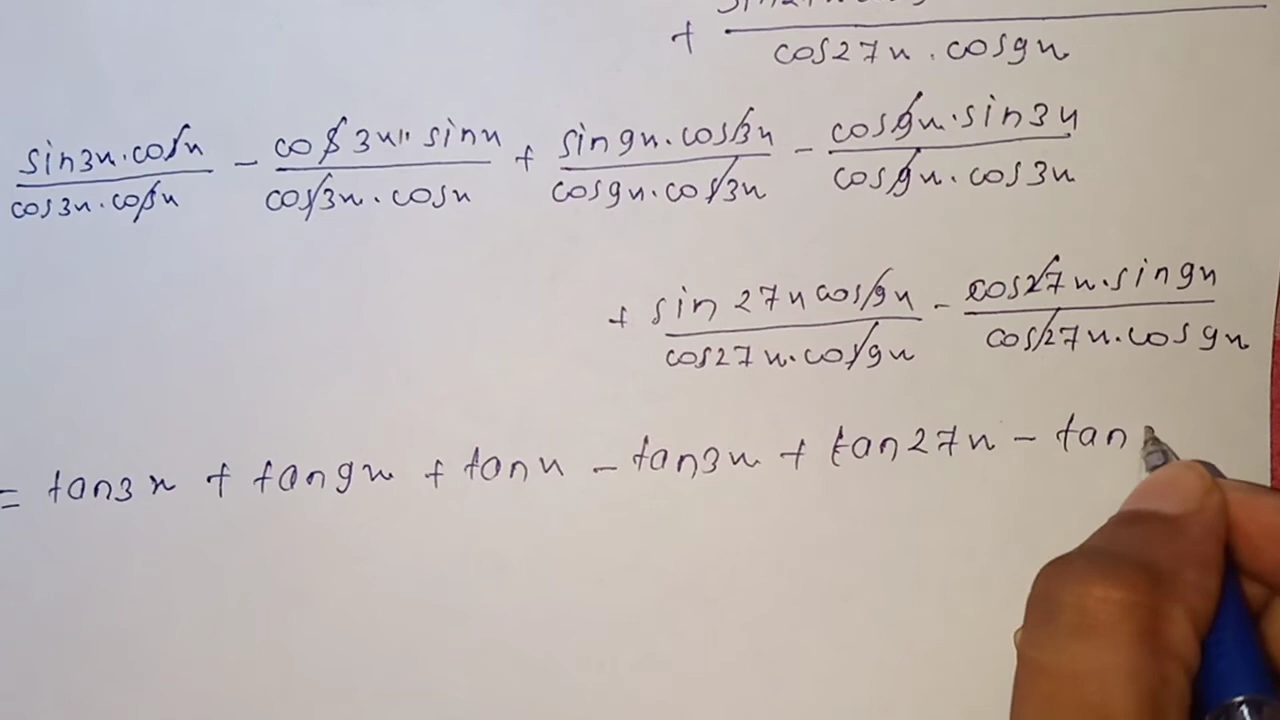 + cos27x . cos9x
sin3x.cosx / cos3x.cosx - cos3x.sinx / cos3x.cosx + sin9x.cos3x / cos9x.cos3x - cos9x.sin3x / cos9x.cos3x
+ sin27x cos9x / cos27x.cos9x - cos27x.sin9x / cos27x.cos9x
= tan3x + tan9x + tanx - tan3x + tan27x - tan